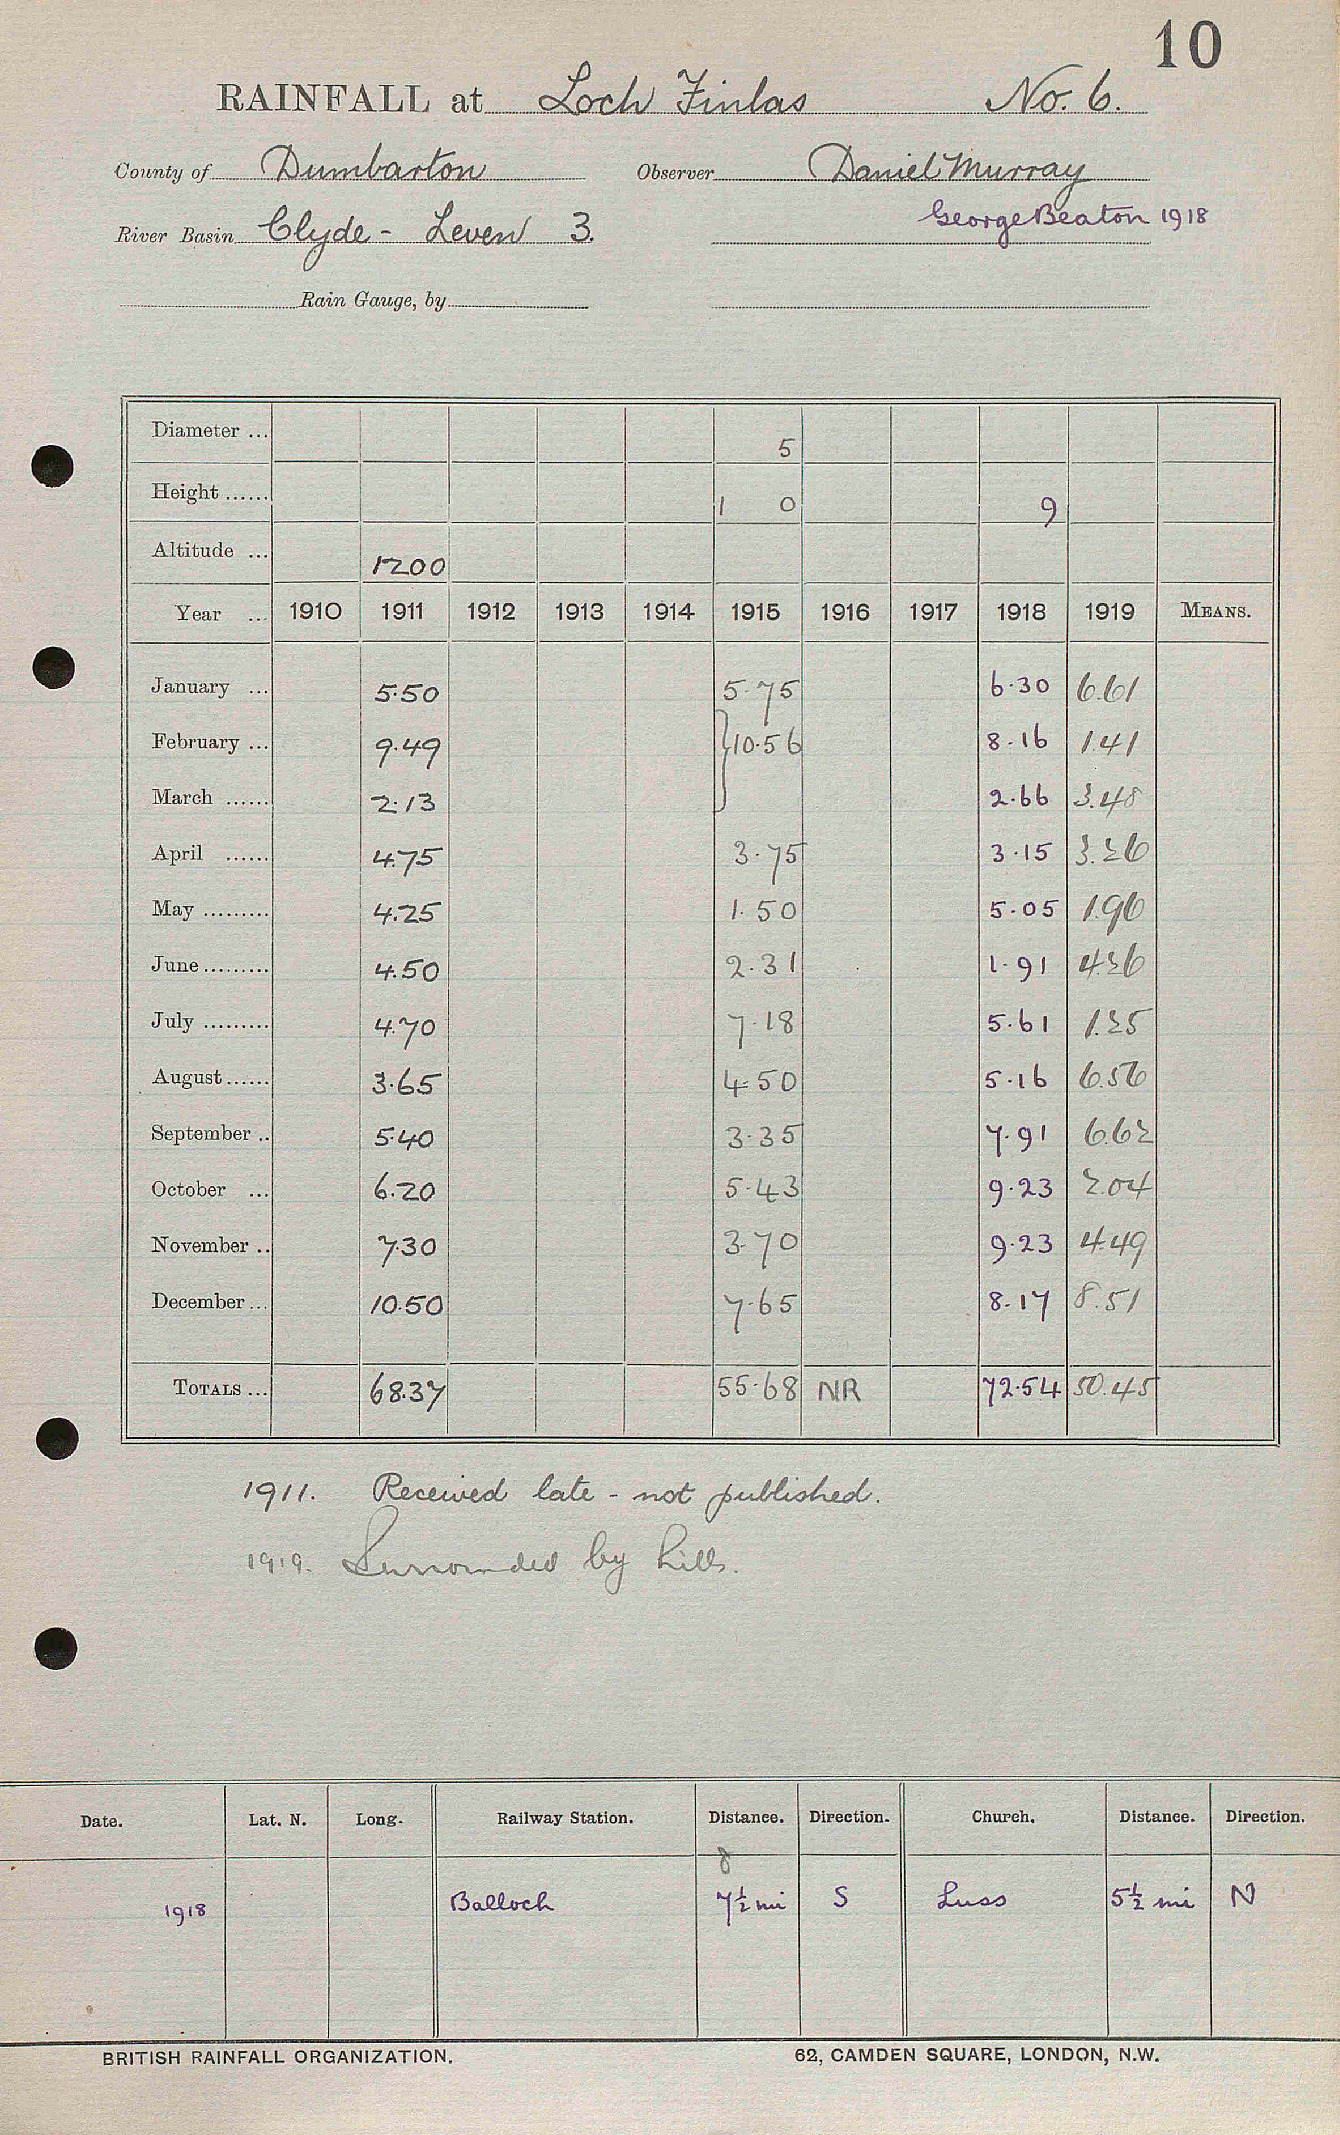 10
RAINFALL at Loch Finlas No. 6.
County of Dumbarton Observer Daniel Murray
George Beaton 1918
River Basin Clyde - Leven 3.
Rain Gauge, by
Diameter ... 5
Height ...... 1 0 9
Altitude ... 1200
Year ... 1910 1911 1912 1913 1914 1915 1916 1917 1918 1919 MEANS.
January ... 5.50 5.75 6.30 6.61
February ... 9.49 }10.56 8.16 1.41
March ...... 2.13 2.66 3.48
April ...... 4.75 3.75 3.15 3.26
May ......... 4.25 1.50 5.05 1.96
June ......... 4.50 2.31 1.91 4.26
July ......... 4.70 7.18 5.61 1.25
August ...... 3.65 4.50 5.16 6.56
September .. 5.40 3.35 7.91 6.62
October ... 6.20 5.43 9.23 2.04
November .. 7.30 3.70 9.23 4.49
December ... 10.50 7.65 8.17 8.51
TOTALS ... 68.37 55.68 NR 72.54 50.45
1911. Received late - not published.
1919. Surrounded by hills.
Date. Lat. N. Long. Railway Station. Distance. Direction. Church. Distance. Direction.
8
1918 Balloch 7½ mi S Luss 5½ mi N
BRITISH RAINFALL ORGANIZATION. 62, CAMDEN SQUARE, LONDON, N.W.